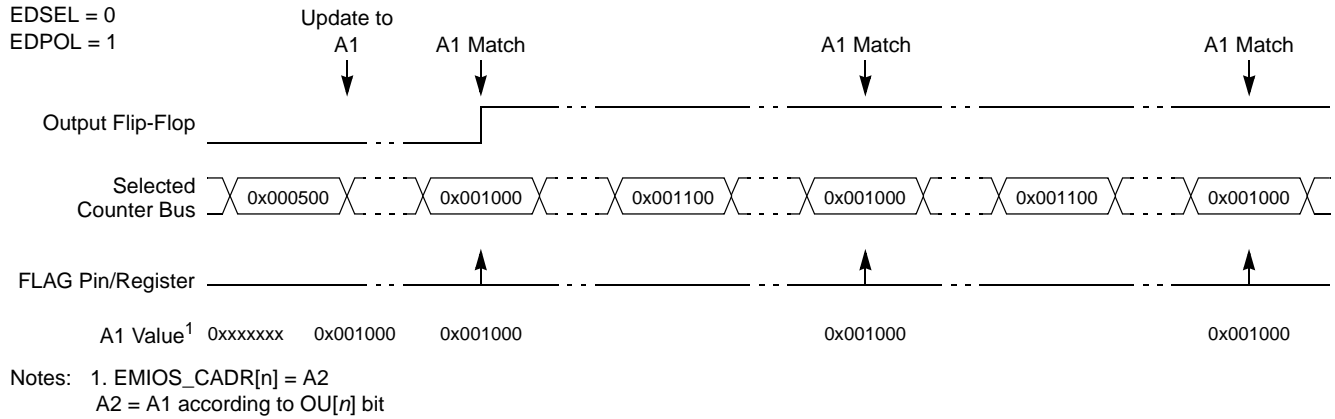 EDSEL = 0
EDPOL = 1
Update to
A1
A1 Match
A1 Match
A1 Match
Output Flip-Flop
Selected
Counter Bus
0x000500 0x001000 0x001100 0x001000 0x001100 0x001000
FLAG Pin/Register
A1 Value1 0xxxxxxx 0x001000 0x001000 0x001000 0x001000
Notes: 1. EMIOS_CADR[n] = A2
A2 = A1 according to OU[n] bit